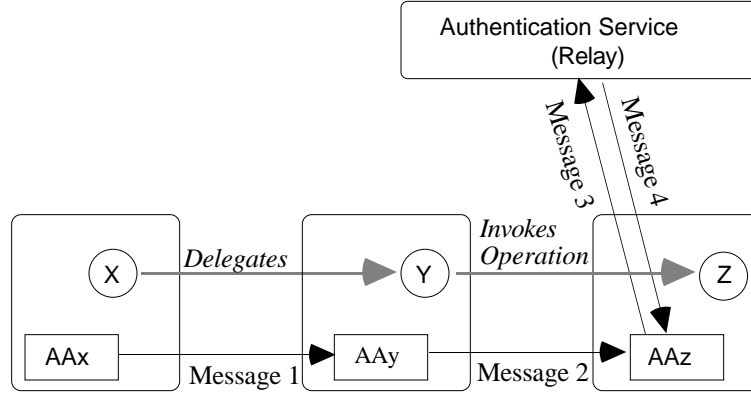 Authentication Service
(Relay)
Message 3
Message 4
X
Delegates
Y
Invokes
Operation
Z
AAx
Message 1
AAy
Message 2
AAz